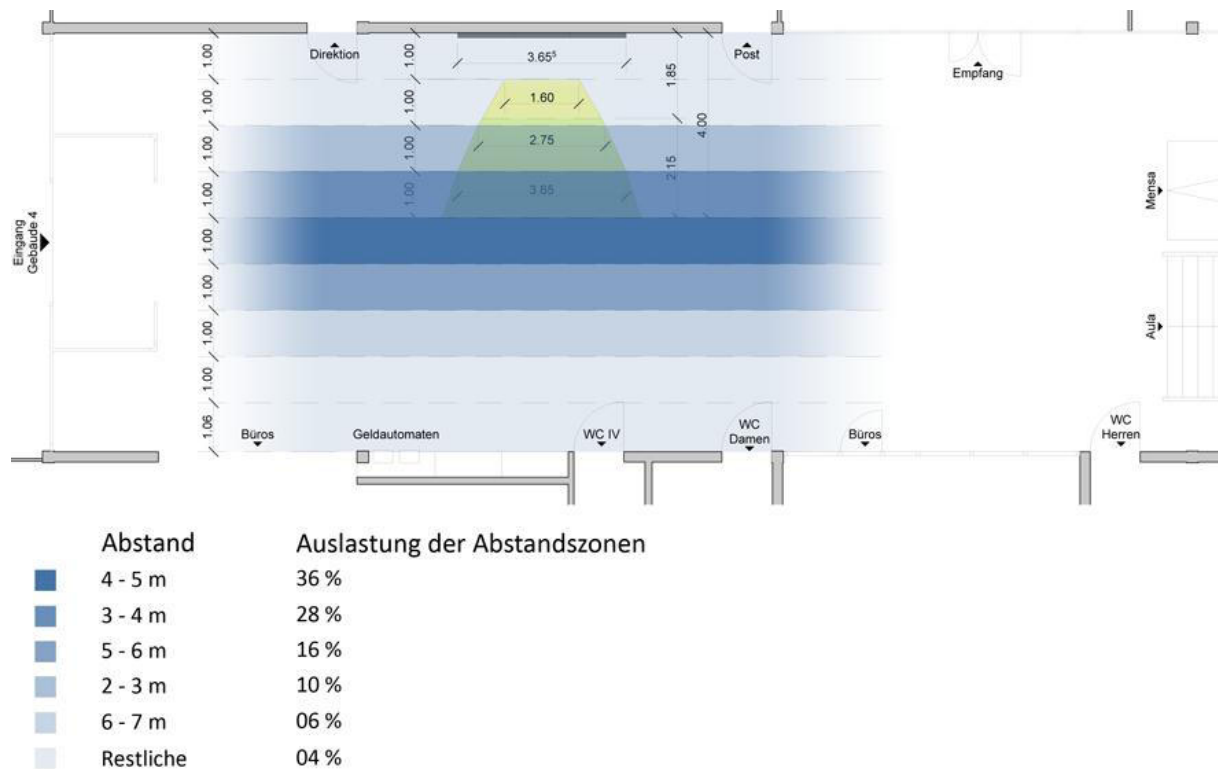 Direktion
Post
Empfang
3.65⁵
1.60
2.75
3.65
1.85
2.15
4.00
1.00
1.00
1.00
1.00
1.00
1.00
1.00
1.00
1.06
1.00
1.00
1.00
1.00
Eingang
Gebäude 4
Mensa
Aula
Büros
Geldautomaten
WC IV
WC
Damen
Büros
WC
Herren
Abstand Auslastung der Abstandszonen
4 - 5 m 36 %
3 - 4 m 28 %
5 - 6 m 16 %
2 - 3 m 10 %
6 - 7 m 06 %
Restliche 04 %